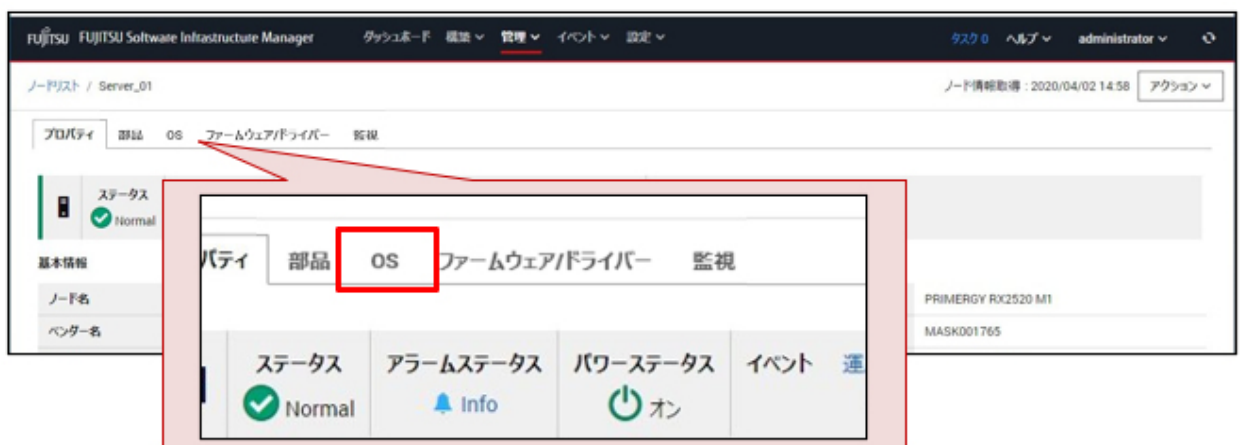 FUJITSU FUJITSU Software Infrastructure Manager ダッシュボード 構築 管理 イベント 設定 タスク 0 ヘルプ administrator
ノードリスト / Server_01 ノード情報取得 : 2020/04/02 14:58 アクション
プロパティ 部品 OS ファームウェア/ドライバー 監視
ステータス
Normal
基本情報
ノード名 PRIMERGY RX2520 M1
ベンダー名 MASK001765
パティ 部品 OS ファームウェア/ドライバー 監視
ステータス アラームステータス パワーステータス イベント 運
Normal Info オン